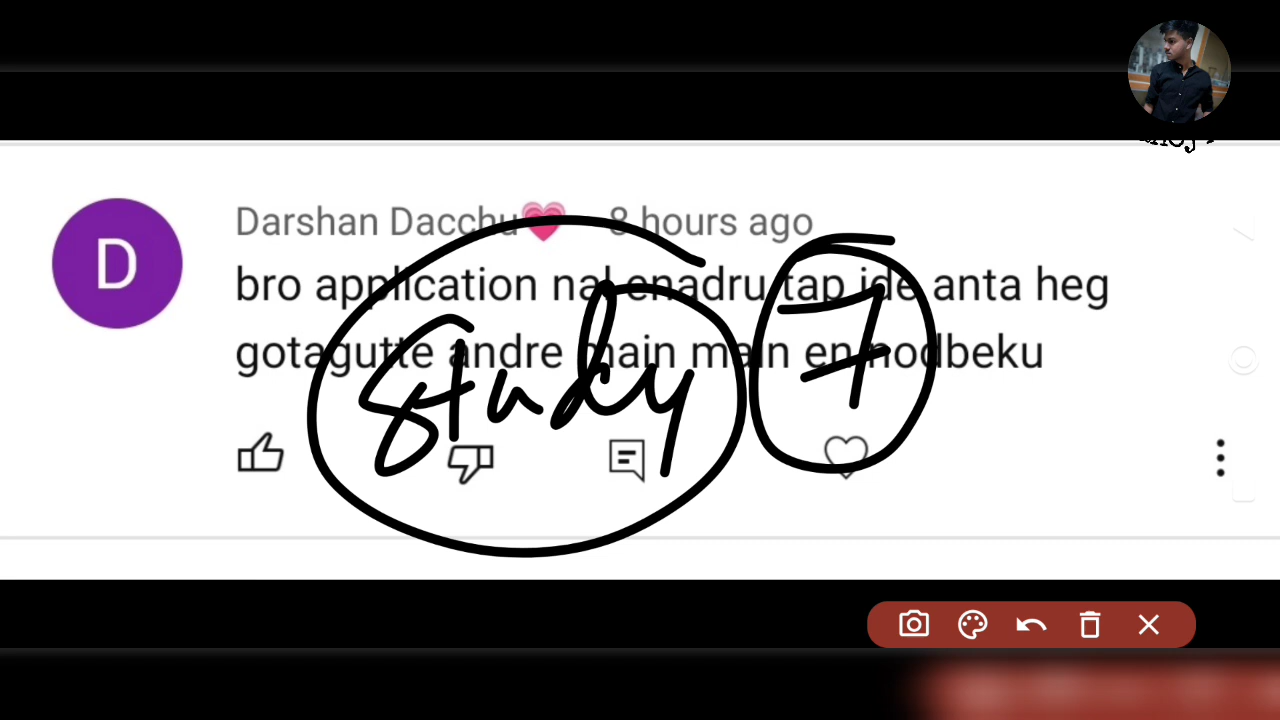 D
Darshan Dacchu💗 8 hours ago
bro application nal enadru tap ide anta heg
gotagutte andre main main en nodbeku
Study 7